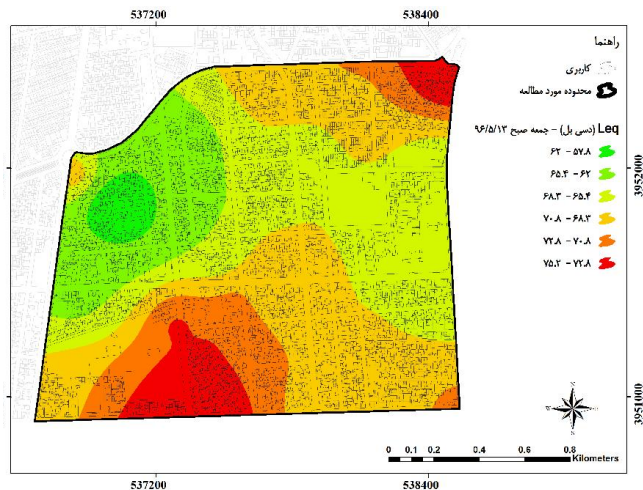 537200
538400
راهنما
کاربری
محدوده مورد مطالعه
Leq (دسی بل) - جمعه صبح ۹۶/۵/۱۳
۶۲ - ۵۷.۸
۶۵.۴ - ۶۲
۶۸.۳ - ۶۵.۴
۷۰.۸ - ۶۸.۳
۷۲.۸ - ۷۰.۸
۷۵.۲ - ۷۲.۸
3952000
3951000
N
W
E
S
0 0.1 0.2 0.4 0.6 0.8
Kilometers
537200
538400